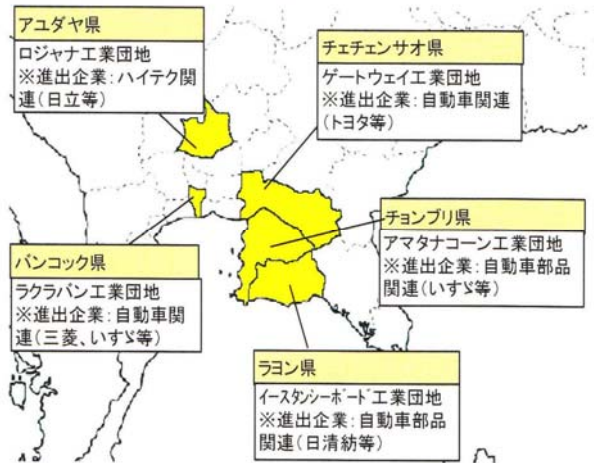 アユダヤ県
ロジャナ工業団地
※進出企業:ハイテク関
連(日立等)
チェチェンサオ県
ゲートウェイ工業団地
※進出企業:自動車関連
(トヨタ等)
チョンブリ県
アマタナコーン工業団地
※進出企業:自動車部品
関連(いすゞ等)
バンコック県
ラクラバン工業団地
※進出企業:自動車関
連(三菱、いすゞ等)
ラヨン県
イースタンシーボード工業団地
※進出企業:自動車部品
関連(日清紡等)